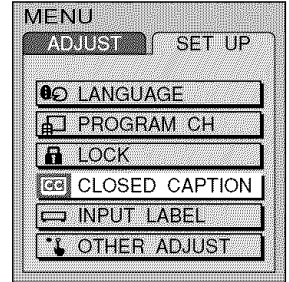 MENU
ADJUST SET UP
LANGUAGE
PROGRAM CH
LOCK
CC CLOSED CAPTION
INPUT LABEL
OTHER ADJUST